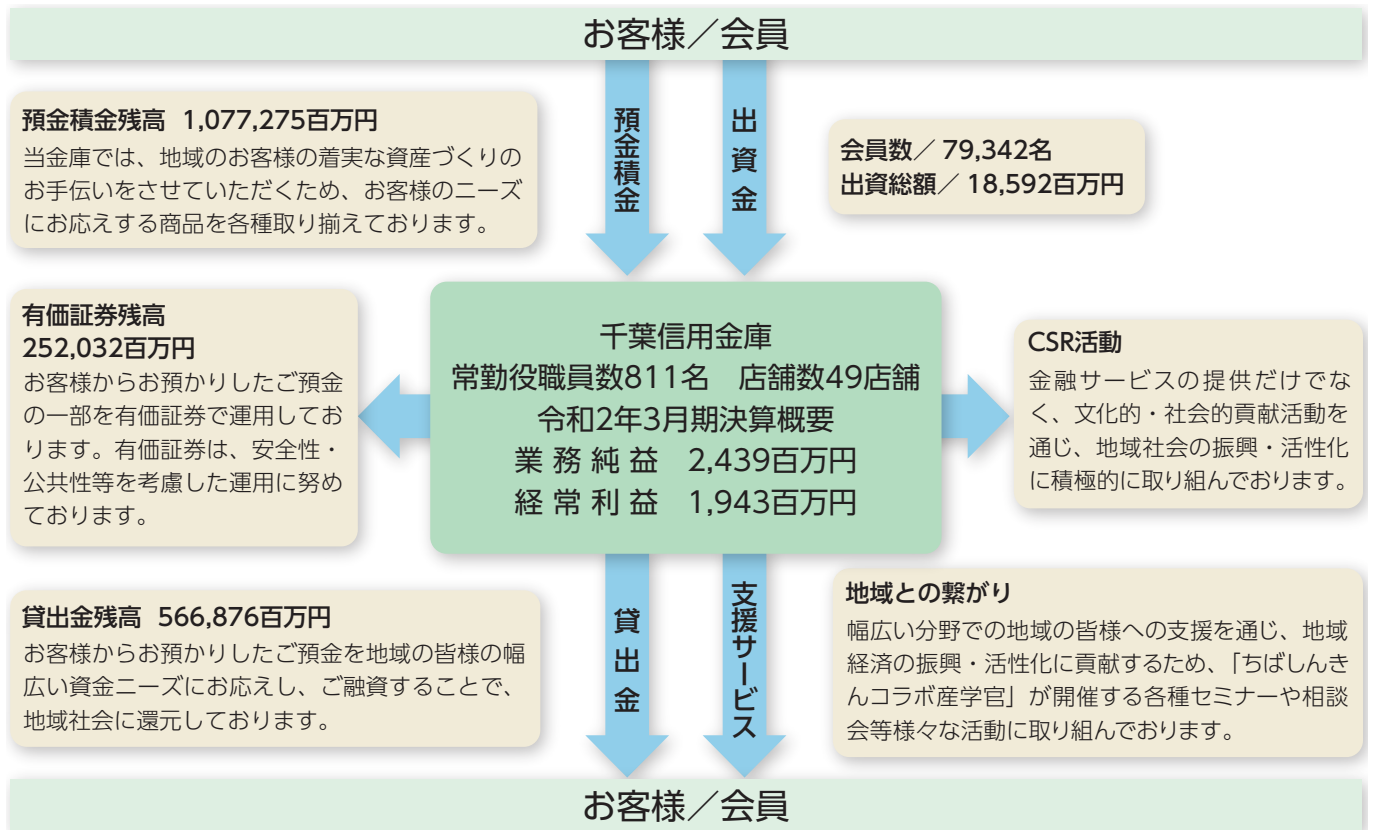 お客様／会員
預金積金
出資金
預金積金残高 1,077,275百万円
当金庫では、地域のお客様の着実な資産づくりの
お手伝いをさせていただくため、お客様のニーズ
にお応えする商品を各種取り揃えております。
会員数／79,342名
出資総額／18,592百万円
有価証券残高
252,032百万円
お客様からお預かりしたご預金
の一部を有価証券で運用してお
ります。有価証券は、安全性・
公共性等を考慮した運用に努め
ております。
千葉信用金庫
常勤役職員数811名　店舗数49店舗
令和2年3月期決算概要
業務純益　2,439百万円
経常利益　1,943百万円
CSR活動
金融サービスの提供だけでな
く、文化的・社会的貢献活動を
通じ、地域社会の振興・活性化
に積極的に取り組んでおります。
貸出金残高 566,876百万円
お客様からお預かりしたご預金を地域の皆様の幅
広い資金ニーズにお応えし、ご融資することで、
地域社会に還元しております。
貸出金
支援サービス
地域との繋がり
幅広い分野での地域の皆様への支援を通じ、地域
経済の振興・活性化に貢献するため、「ちばしんき
んコラボ産学官」が開催する各種セミナーや相談
会等様々な活動に取り組んでおります。
お客様／会員